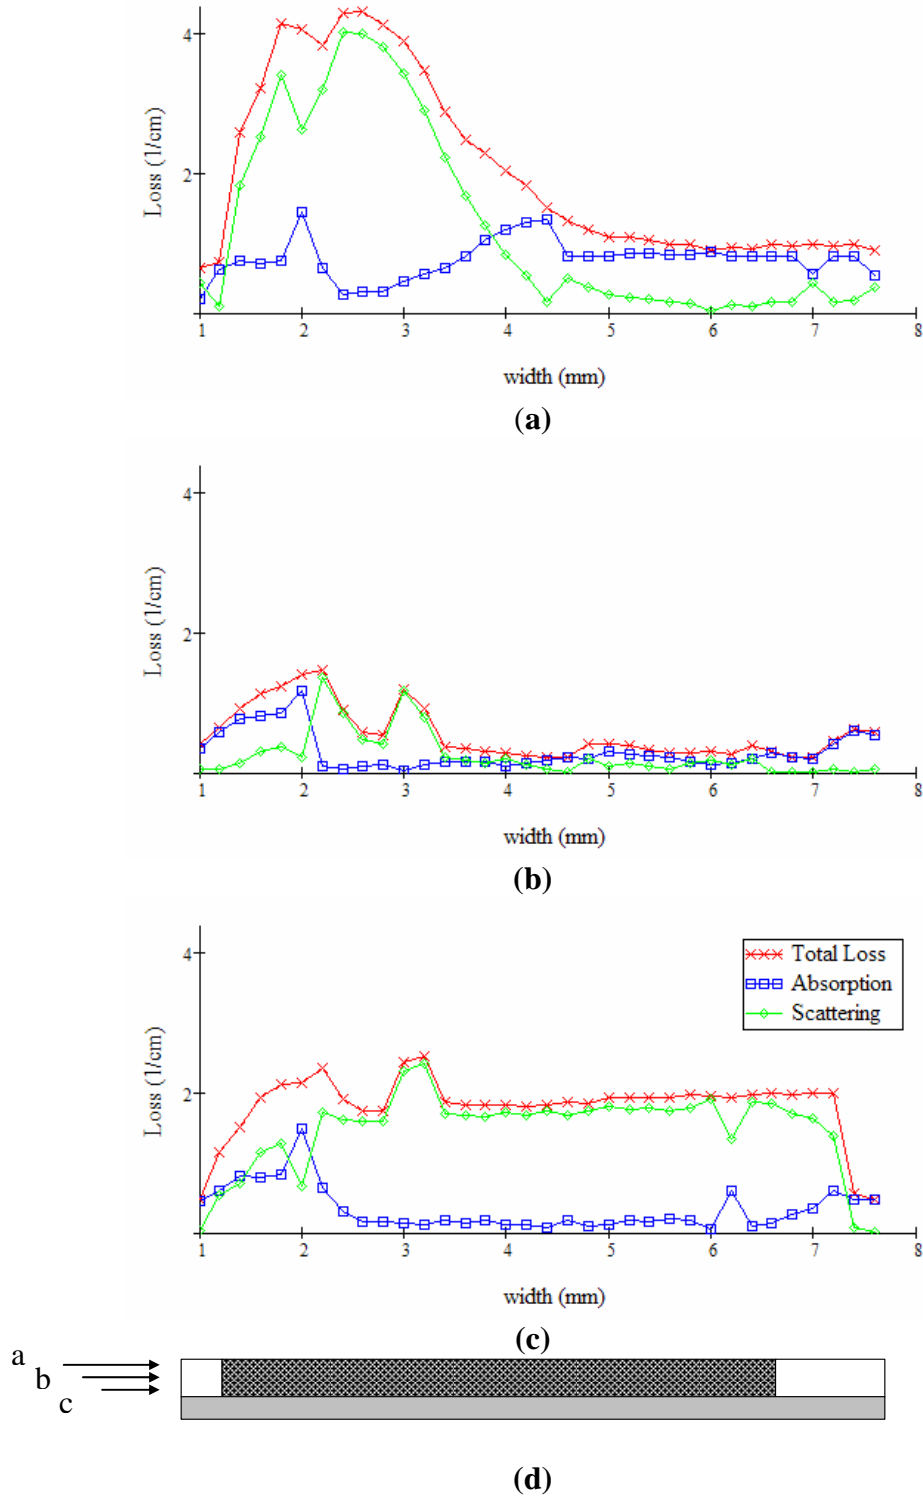 4
2
Loss (1/cm)
1 2 3 4 5 6 7 8
width (mm)
(a)
4
2
Loss (1/cm)
1 2 3 4 5 6 7 8
width (mm)
(b)
4
2
Loss (1/cm)
Total Loss
Absorption
Scattering
1 2 3 4 5 6 7 8
width (mm)
(c)
a
b
c
(d)